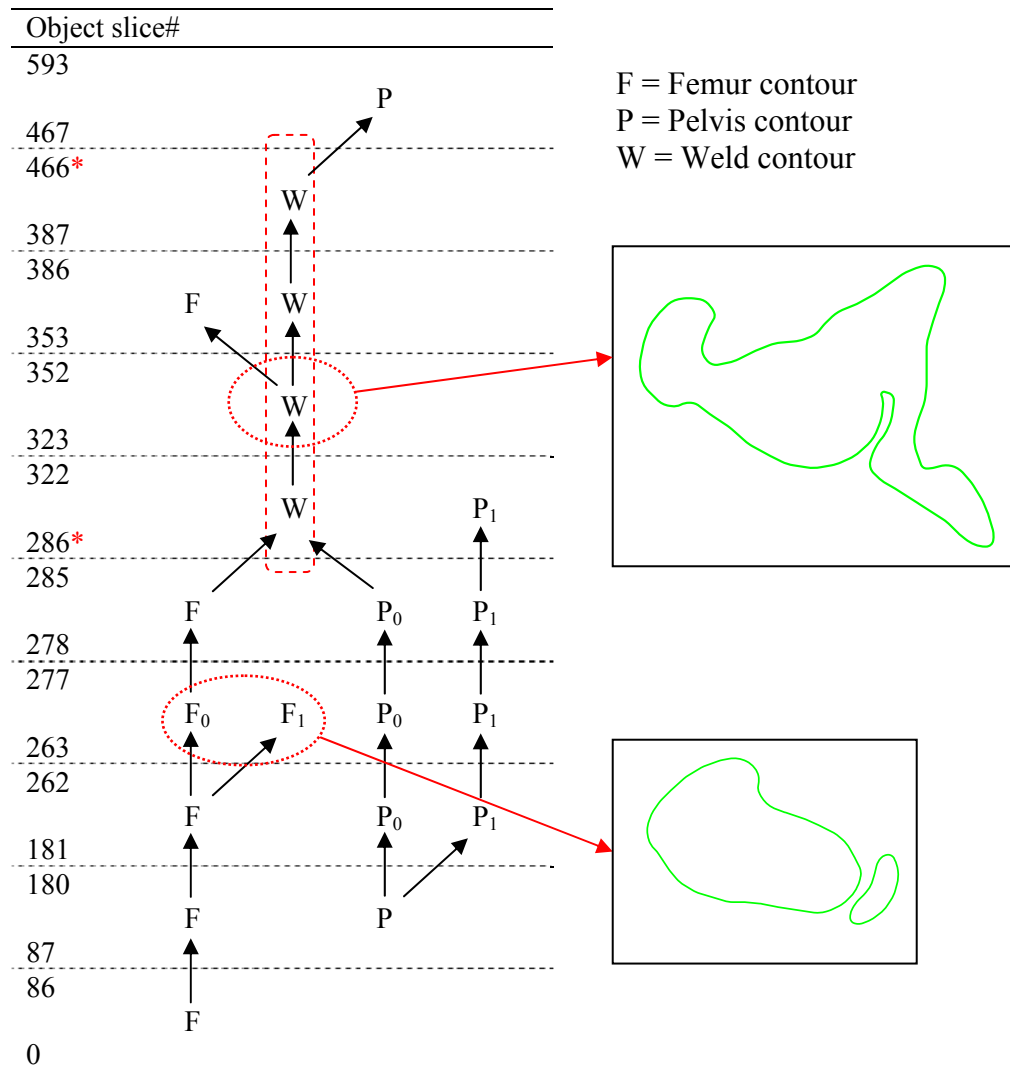 Object slice#
593
F = Femur contour
P
P = Pelvis contour
467
W = Weld contour
466*
W
387
386
F W
353
352
W
323
322
W P₁
286*
285
F P₀ P₁
278
277
F₀ F₁ P₀ P₁
263
262
F P₀ P₁
181
180
F P
87
86
F
0